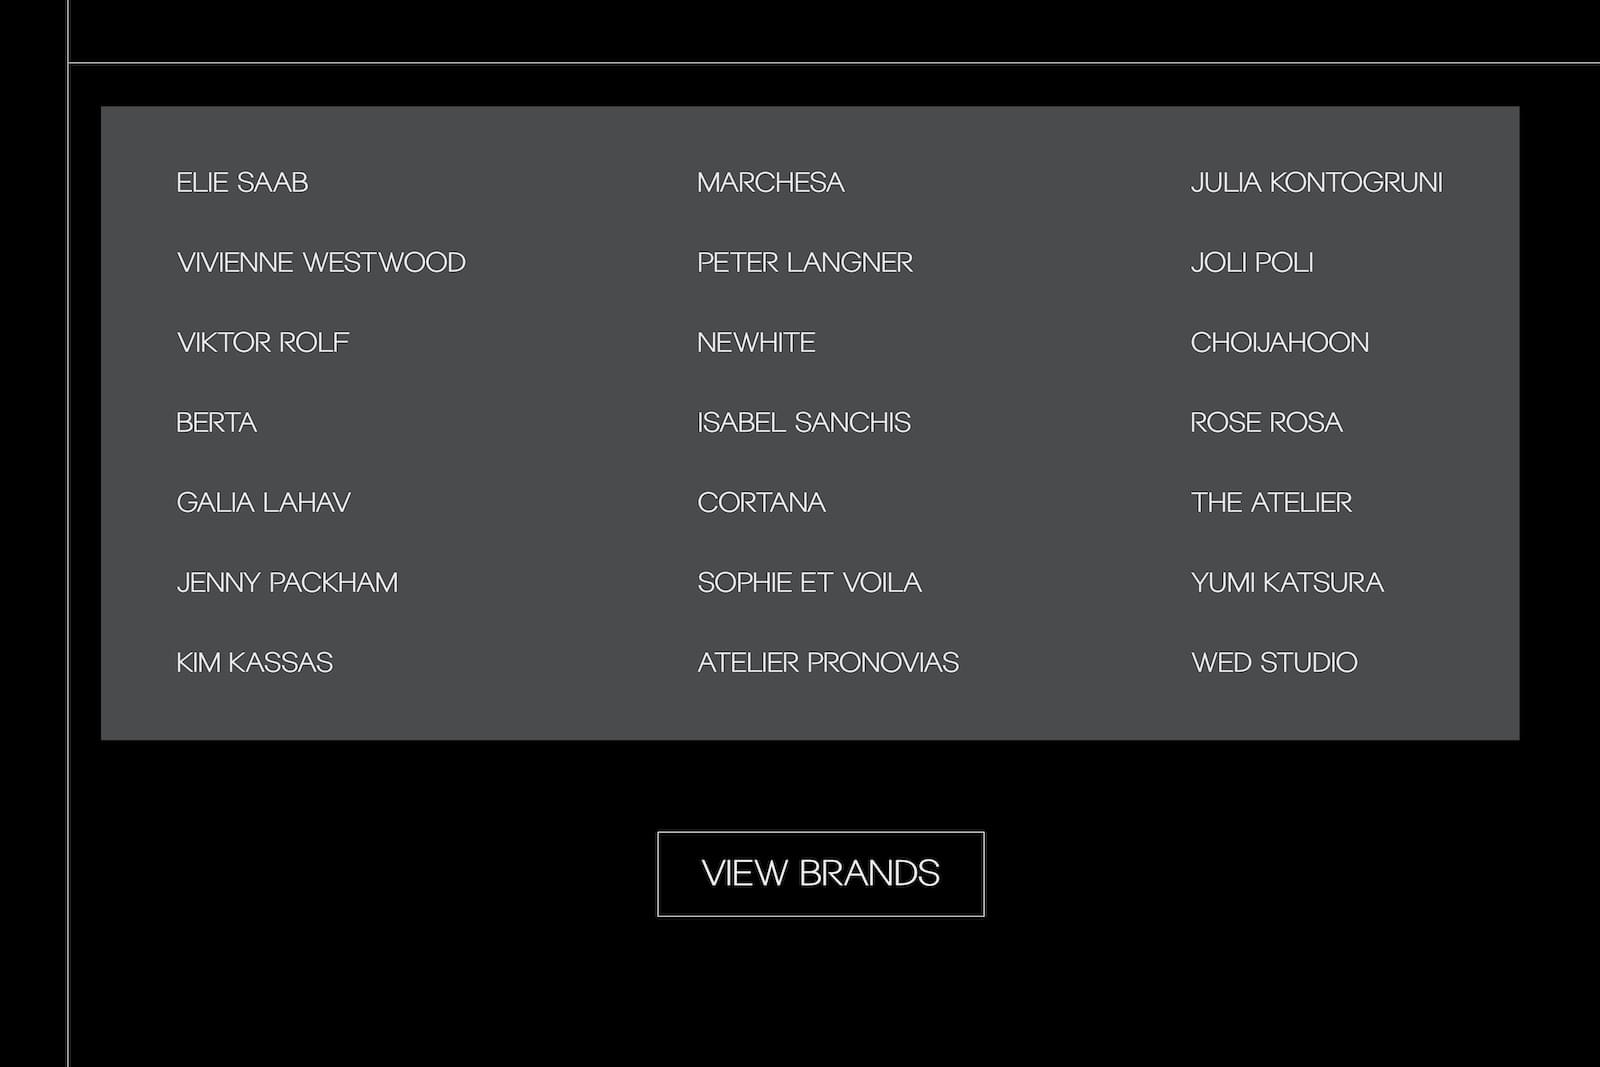 ELIE SAAB
VIVIENNE WESTWOOD
VIKTOR ROLF
BERTA
GALIA LAHAV
JENNY PACKHAM
KIM KASSAS
MARCHESA
PETER LANGNER
NEWHITE
ISABEL SANCHIS
CORTANA
SOPHIE ET VOILA
ATELIER PRONOVIAS
JULIA KONTOGRUNI
JOLI POLI
CHOIJAHOON
ROSE ROSA
THE ATELIER
YUMI KATSURA
WED STUDIO
VIEW BRANDS